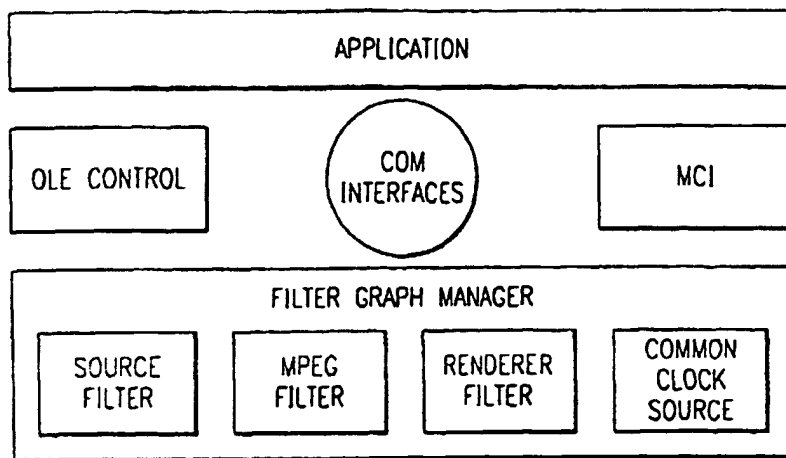 APPLICATION
OLE CONTROL
COM
INTERFACES
MCI
FILTER GRAPH MANAGER
SOURCE
FILTER
MPEG
FILTER
RENDERER
FILTER
COMMON
CLOCK
SOURCE